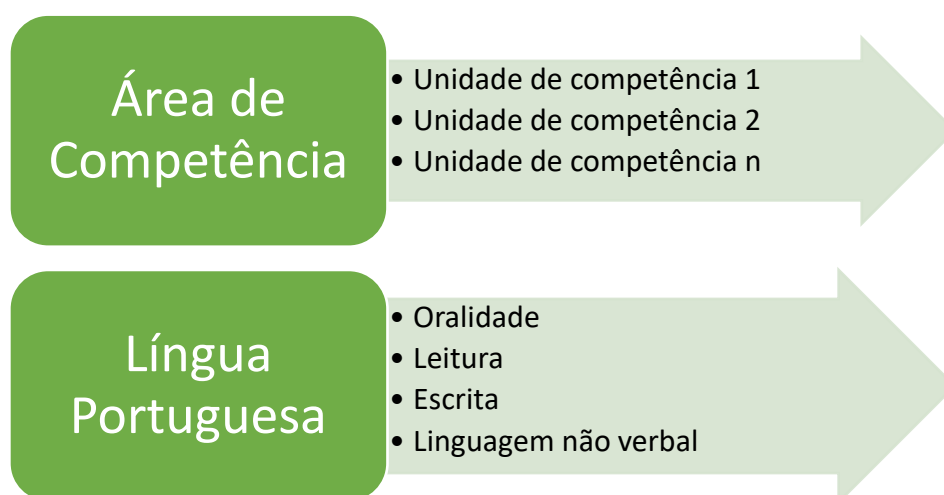 Área de
Competência
• Unidade de competência 1
• Unidade de competência 2
• Unidade de competência n
Língua
Portuguesa
• Oralidade
• Leitura
• Escrita
• Linguagem não verbal